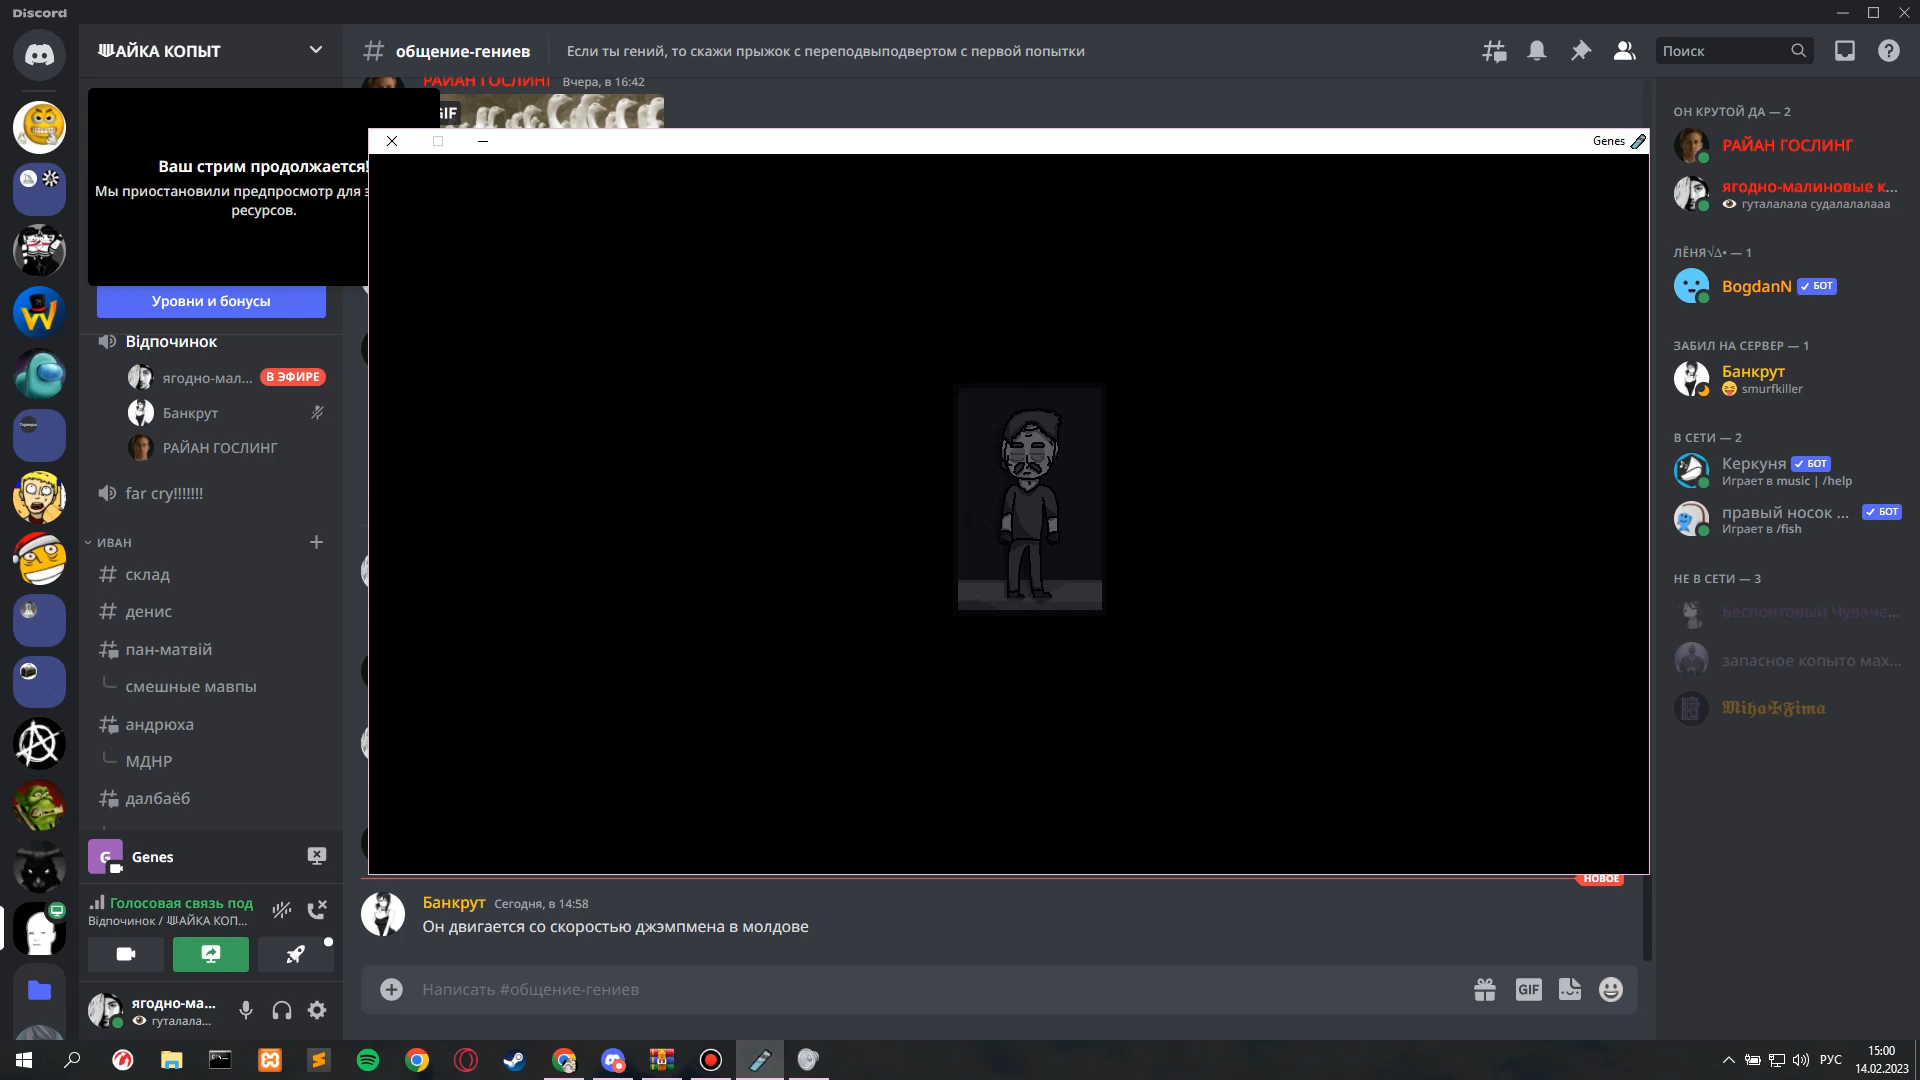 Discord
ШАЙКА КОПЫТ
общение-гениев
Если ты гений, то скажи прыжок с переподвыподвертом с первой попытки
Поиск
РАЙАН ГОСЛИНГ Вчера, в 16:42
GIF
Ваш стрим продолжается!
Мы приостановили предпросмотр для
ресурсов.
Уровни и бонусы
Відпочинок
ягодно-мал... В ЭФИРЕ
Банкрут
РАЙАН ГОСЛИНГ
far cry!!!!!!!
ИВАН
склад
денис
пан-матвій
смешные мавпы
андрюха
МДНР
далбаёб
G Genes
Голосовая связь под
Відпочинок / ШАЙКА КОП...
ягодно-ма...
гуталала...
Genes
НОВОЕ
Банкрут Сегодня, в 14:58
Он двигается со скоростью джэмпмена в молдове
Написать #общение-гениев
GIF
ОН КРУТОЙ ДА — 2
РАЙАН ГОСЛИНГ
ягодно-малиновые к...
гуталалала судалалалааа
ЛЁНЯ√∆• — 1
BogdanN БОТ
ЗАБИЛ НА СЕРВЕР — 1
Банкрут
smurfkiller
В СЕТИ — 2
Керкуня БОТ
Играет в music | /help
правый носок ... БОТ
Играет в /fish
НЕ В СЕТИ — 3
Беспонтовый Чуваче...
запасное копыто мах...
𝕸𝖎𝖍𝖆✠𝕱𝖎𝖒𝖆
РУС
15:00
14.02.2023